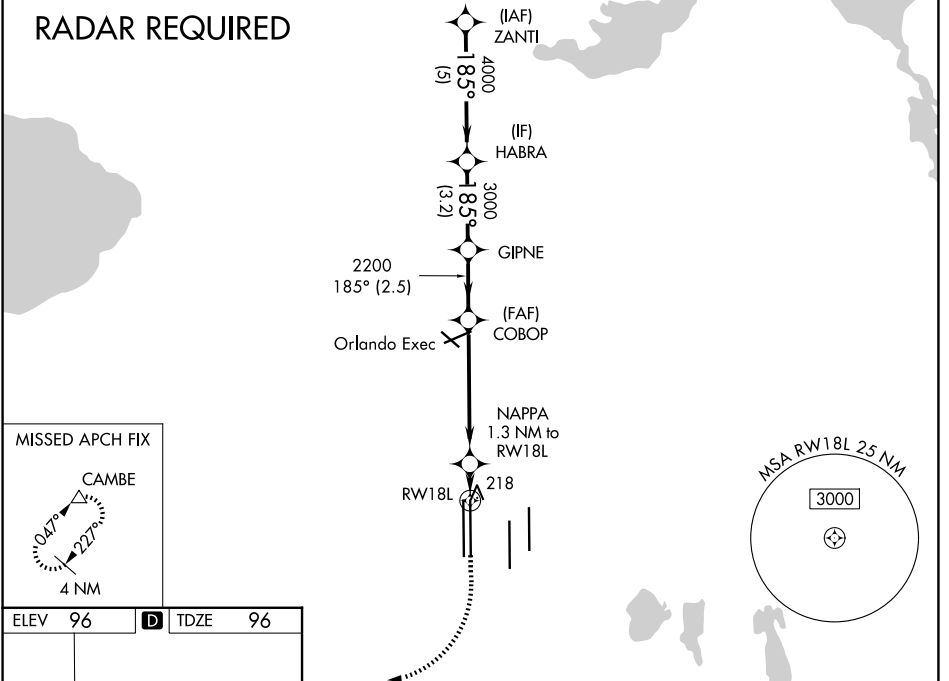 RADAR REQUIRED
(IAF)
ZANTI
4000
185°
(5)
(IF)
HABRA
3000
185°
(3.2)
GIPNE
2200
185° (2.5)
(FAF)
COBOP
Orlando Exec
NAPPA
1.3 NM to
RW18L
RW18L
218
MISSED APCH FIX
CAMBE
047°
227°
4 NM
MSA RW18L 25 NM
3000
ELEV 96 D TDZE 96